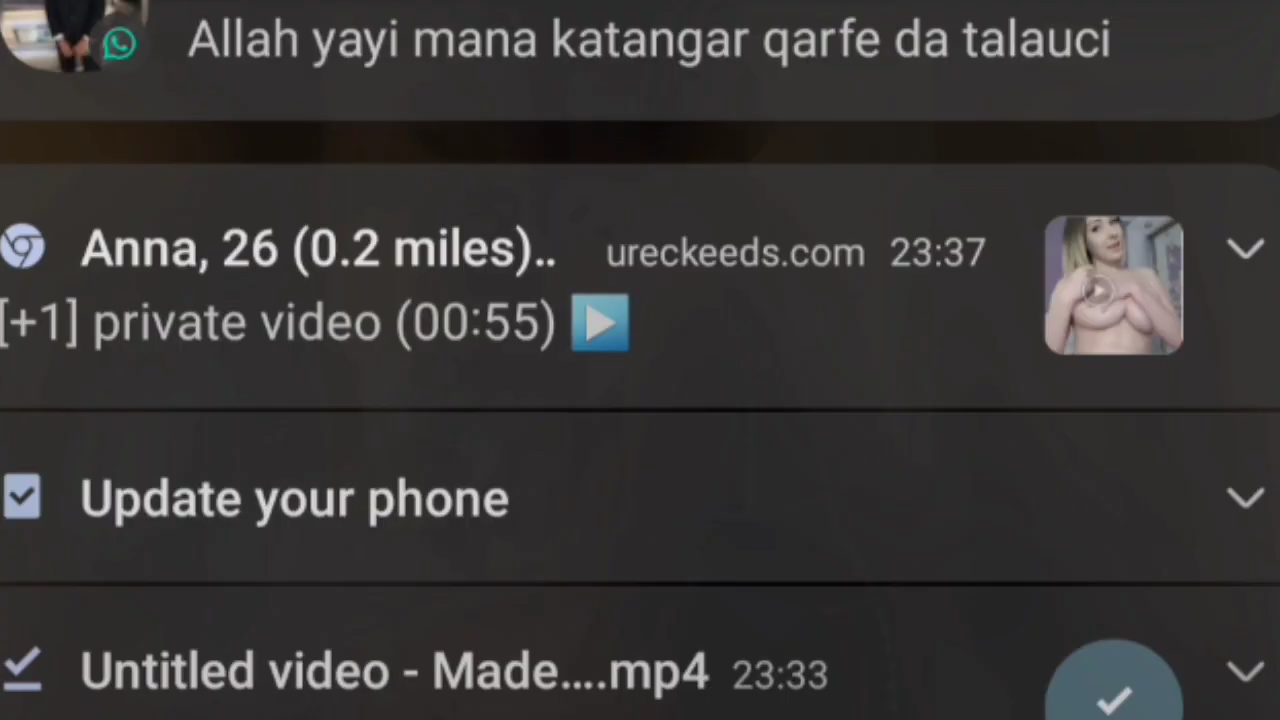 Allah yayi mana katangar qarfe da talauci
Anna, 26 (0.2 miles).. ureckeeds.com 23:37
[+1] private video (00:55) ▶️
Update your phone
Untitled video - Made....mp4 23:33